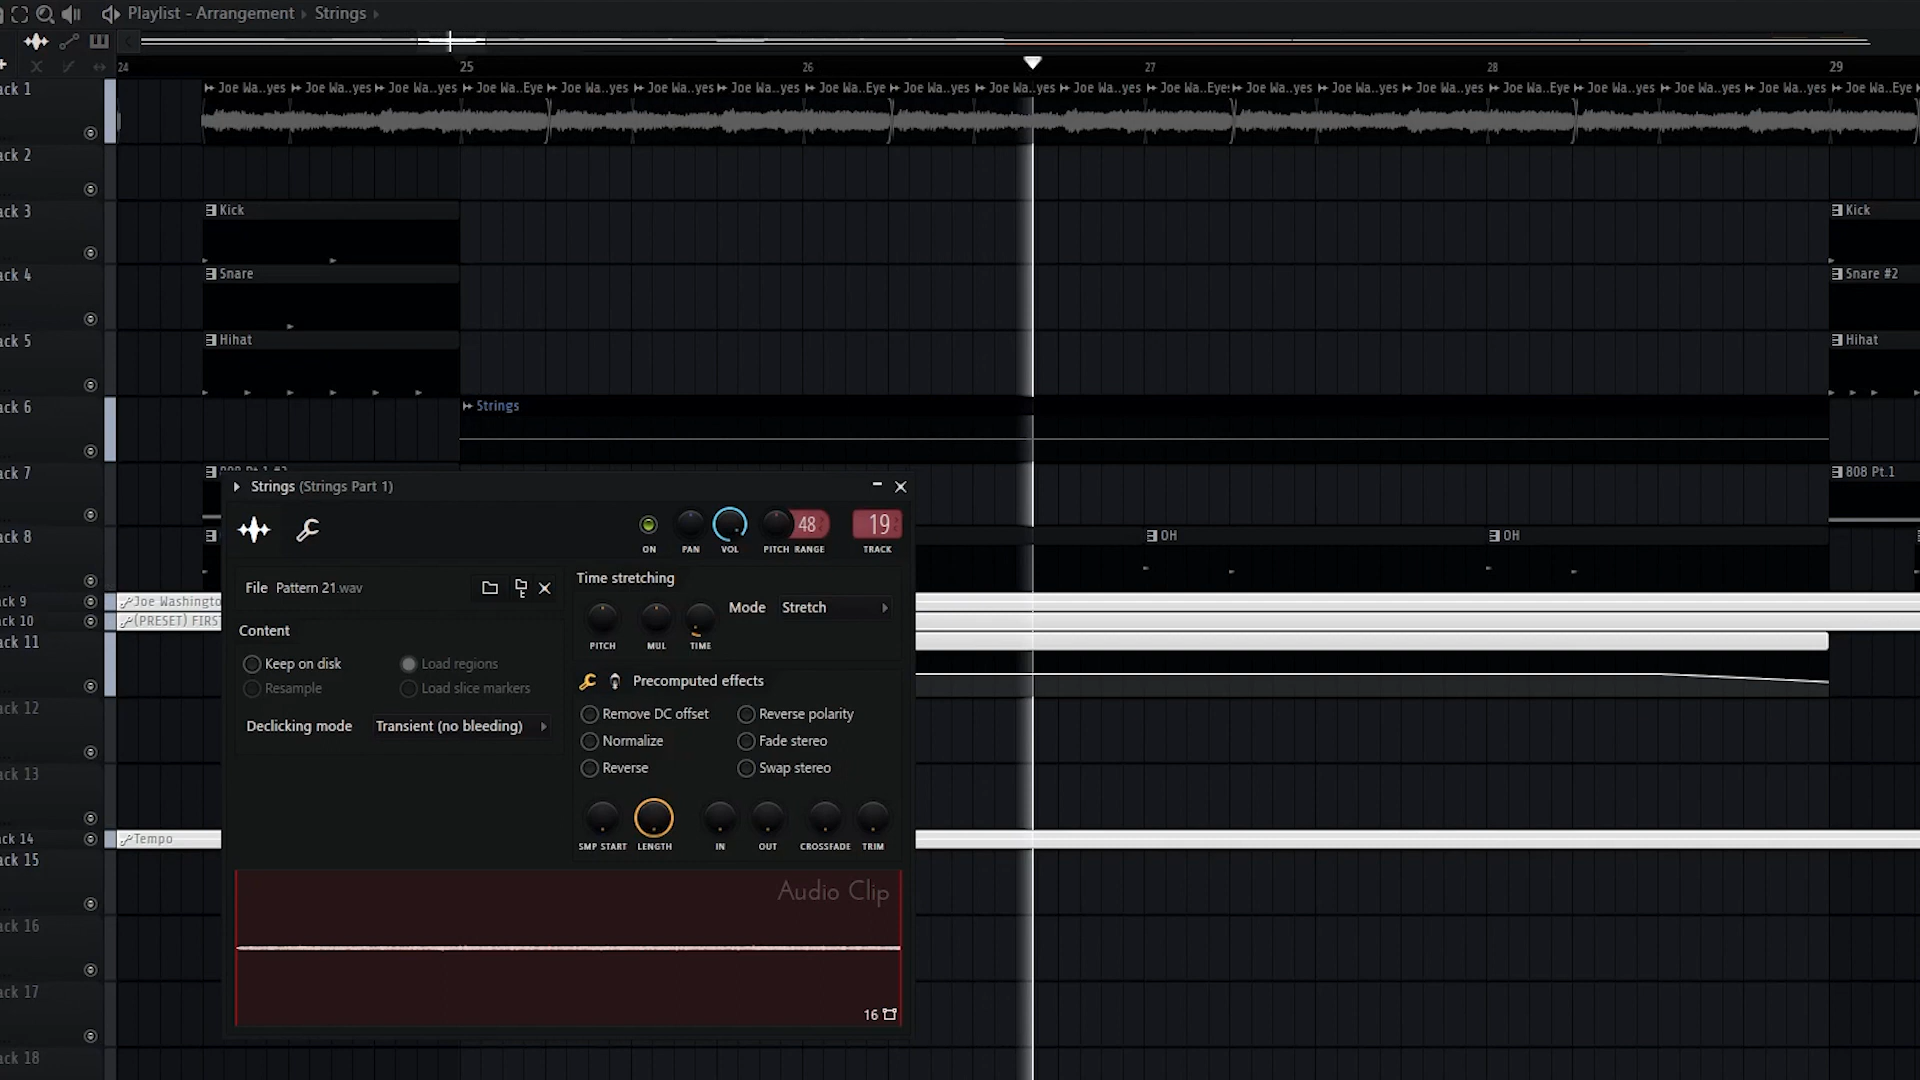 Playlist - Arrangement › Strings ›
24 25 26 27 28 29
ack 1
Joe Wa..yes Joe Wa..yes Joe Wa..yes Joe Wa..Eye Joe Wa..yes Joe Wa..yes Joe Wa..yes Joe Wa..Eye Joe Wa..yes Joe Wa..yes Joe Wa..yes Joe Wa..Eye Joe Wa..yes Joe Wa..yes Joe Wa..yes Joe Wa..Eye Joe Wa..yes Joe Wa..yes Joe Wa..yes Joe Wa..Eye
ack 2
ack 3
Kick Kick
ack 4
Snare Snare #2
ack 5
Hihat Hihat
ack 6
Strings
ack 7
808 Pt.1
ack 8
OH OH
ack 9 Joe Washingto
ack 10 (PRESET) FIRS
ack 11
ack 12
ack 13
ack 14 Tempo
ack 15
ack 16
ack 17
ack 18
Strings (Strings Part 1)
48 19
ON PAN VOL PITCH RANGE TRACK
File Pattern 21.wav
Content
Keep on disk Load regions
Resample Load slice markers
Declicking mode Transient (no bleeding)
Time stretching
Mode Stretch
PITCH MUL TIME
Precomputed effects
Remove DC offset Reverse polarity
Normalize Fade stereo
Reverse Swap stereo
SMP START LENGTH IN OUT CROSSFADE TRIM
Audio Clip
16